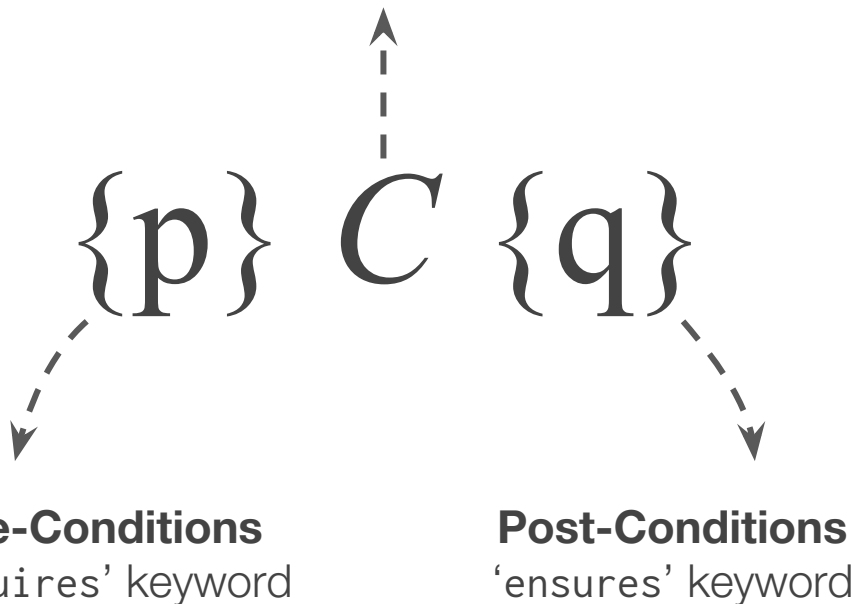 {p} C {q}
e-Conditions Post-Conditions
uires’ keyword ‘ensures’ keyword